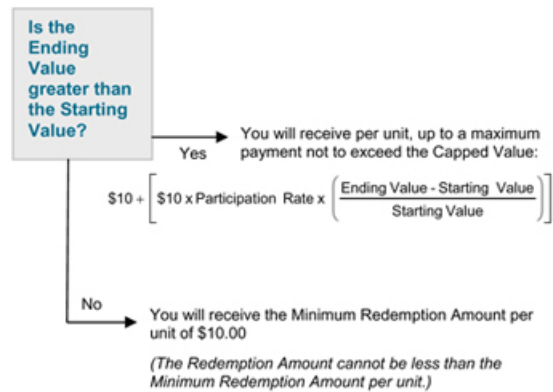 Is the
Ending
Value
greater than
the Starting
Value?
Yes
You will receive per unit, up to a maximum
payment not to exceed the Capped Value:
$10 + [$10 x Participation Rate x (Ending Value - Starting Value
Starting Value)]
No
You will receive the Minimum Redemption Amount per
unit of $10.00
(The Redemption Amount cannot be less than the
Minimum Redemption Amount per unit.)